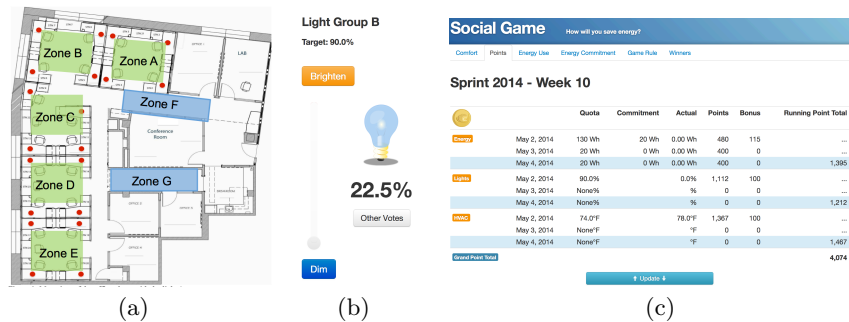 Zone B
Zone A
LAB
OFFICE 1
Zone F
Zone C
Conference
Room
Zone D
Zone G
Zone E
(a)
Light Group B
Target: 90.0%
Brighten
22.5%
Other Votes
Dim
(b)
Social Game How will you save energy?
Comfort Points Energy Use Energy Commitment Game Rule Winners
Sprint 2014 - Week 10
Quota Commitment Actual Points Bonus Running Point Total
Energy May 2, 2014 130 Wh 20 Wh 0.00 Wh 480 115 ...
May 3, 2014 20 Wh 0 Wh 0.00 Wh 400 0 ...
May 4, 2014 20 Wh 0 Wh 0.00 Wh 400 0 1,395
Lights May 2, 2014 90.0% 0.0% 1,112 100 ...
May 3, 2014 None% % 0 0 ...
May 4, 2014 None% % 0 0 1,212
HVAC May 2, 2014 74.0°F 78.0°F 1,367 100 ...
May 3, 2014 None°F °F 0 0 ...
May 4, 2014 None°F °F 0 0 1,467
Grand Point Total 4,074
Update
(c)